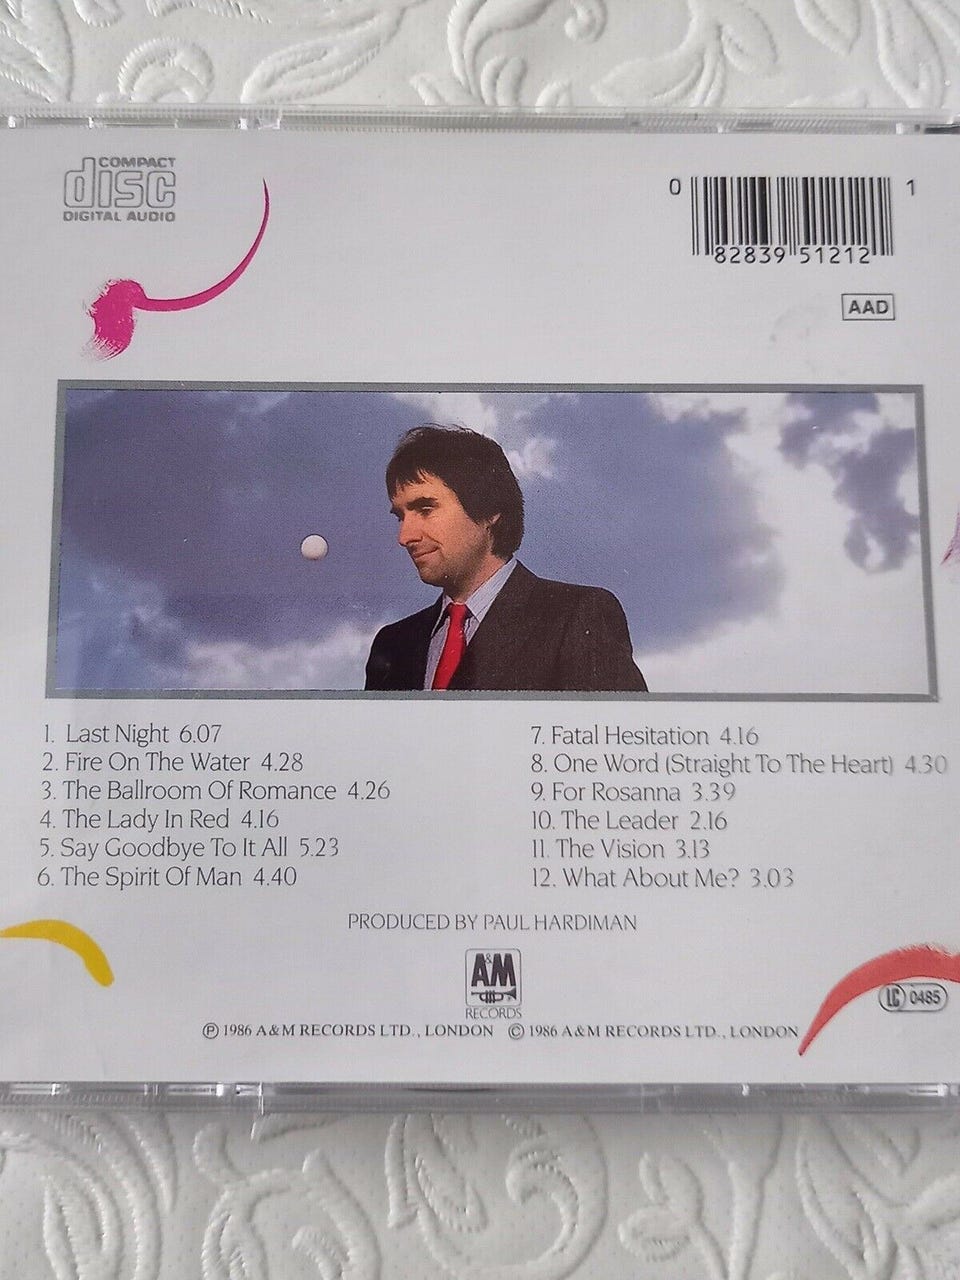 COMPACT
disc
DIGITAL AUDIO
0 82839 51212 1
AAD
1. Last Night 6.07
2. Fire On The Water 4.28
3. The Ballroom Of Romance 4.26
4. The Lady In Red 4.16
5. Say Goodbye To It All 5.23
6. The Spirit Of Man 4.40
7. Fatal Hesitation 4.16
8. One Word (Straight To The Heart) 4.30
9. For Rosanna 3.39
10. The Leader 2.16
11. The Vision 3.13
12. What About Me? 3.03
PRODUCED BY PAUL HARDIMAN
A&M
RECORDS
℗ 1986 A&M RECORDS LTD., LONDON © 1986 A&M RECORDS LTD., LONDON
LC 0485